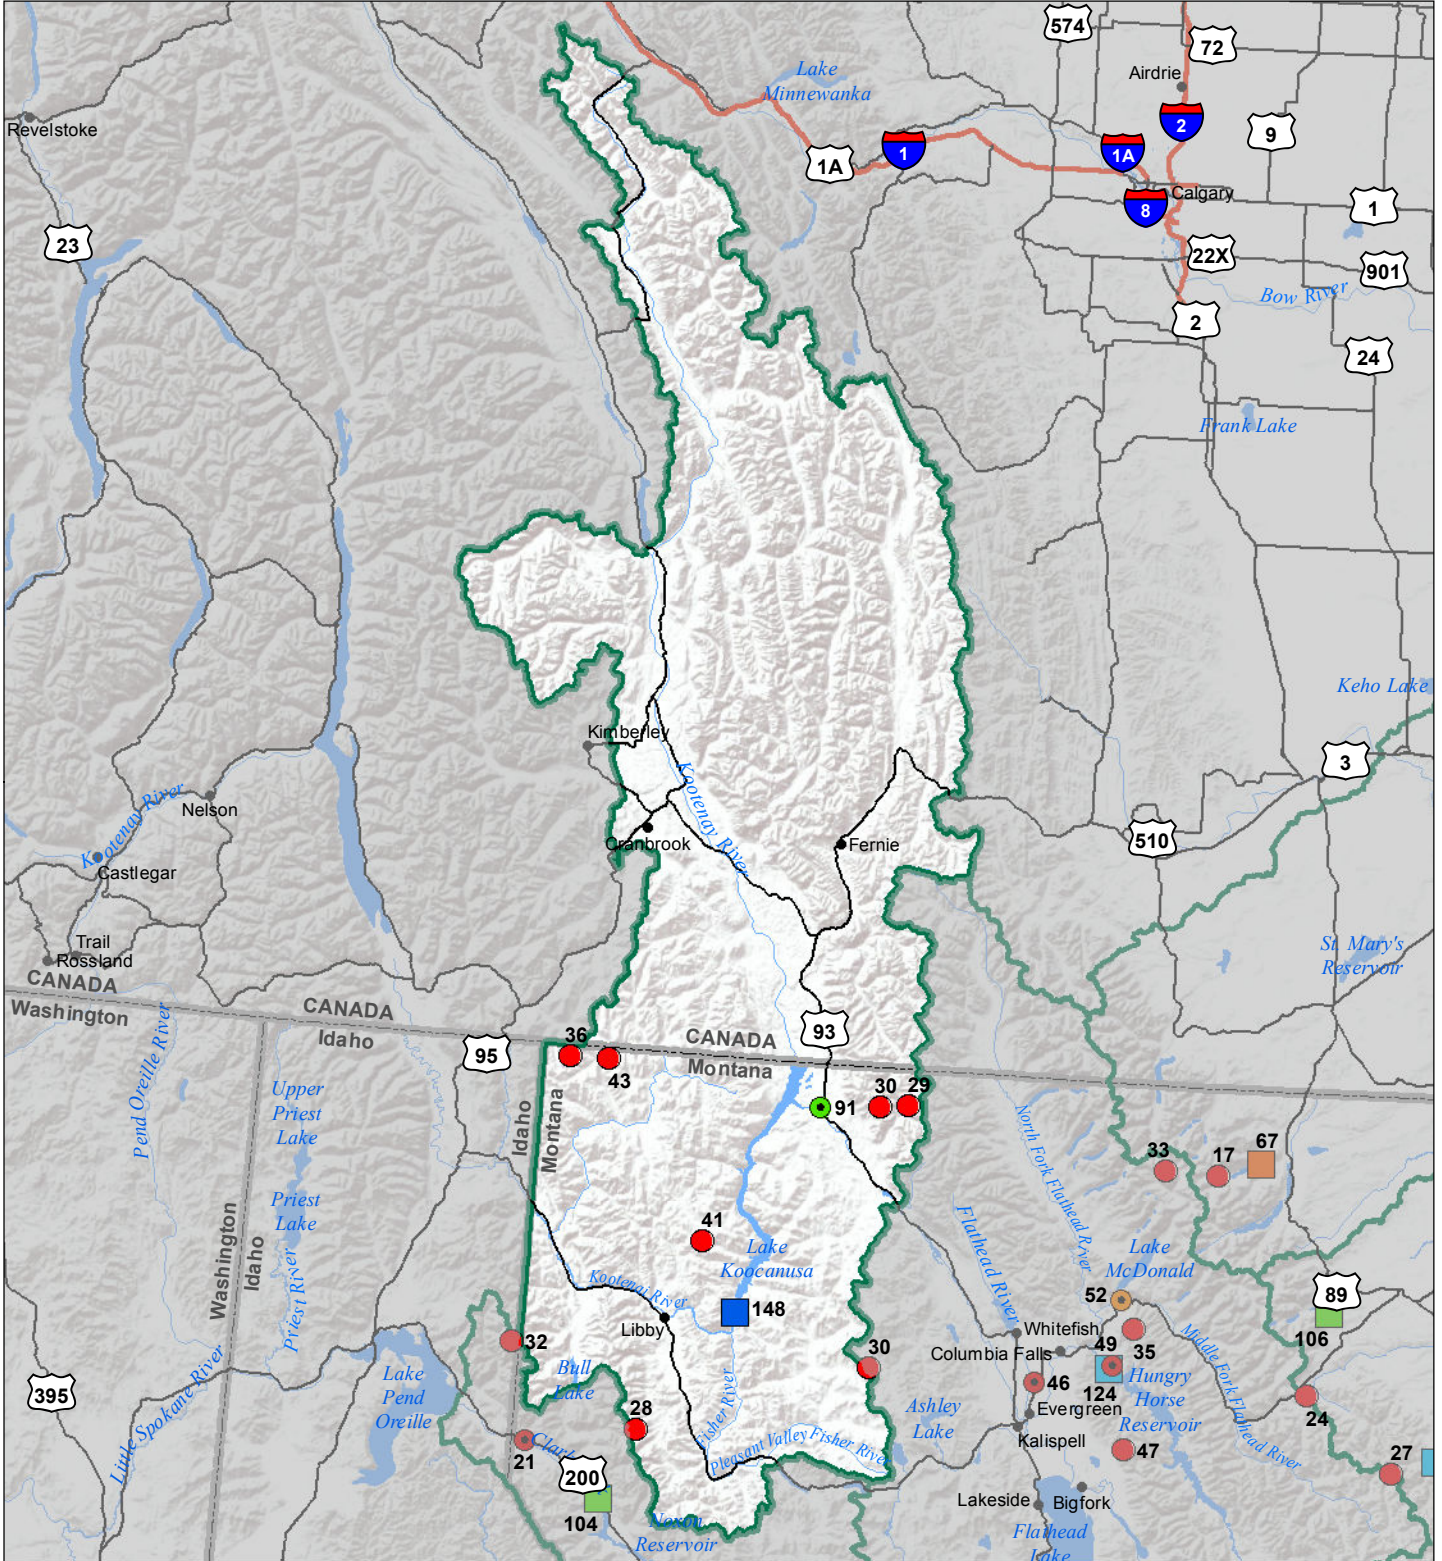 574
72
Airdrie
Lake
Minnewanka
Revelstoke
2
9
1A
1
1A
Calgary
8
1
23
22X
901
Bow River
2
24
Frank Lake
Keho Lake
Kimberley
3
Kootenay River
Nelson
Kootenay River
Cranbrook
Fernie
510
Castlegar
Trail
Rossland
St. Mary's
Reservoir
CANADA
Washington
CANADA
Idaho
Pend Oreille River
95
36
43
CANADA
Montana
93
Upper
Priest
Lake
Idaho
Montana
91
30
29
North Fork Flathead River
33
17
67
Priest
Lake
Washington
Idaho
Priest River
41
Lake
Koocanusa
Flathead River
Lake
McDonald
Kootenai River
148
Libby
52
89
106
32
Whitefish
Columbia Falls
49
35
Middle Fork Flathead River
30
Bull
Lake
Lake
Pend
Oreille
395
Little Spokane River
46
124
Hungry
Horse
Reservoir
Evergreen
Ashley
Lake
24
28
Fisher River
Pleasant Valley Fisher River
Kalispell
47
27
21
Clark
200
104
Noxon
Reservoir
Lakeside
Bigfork
Flathead
Lake